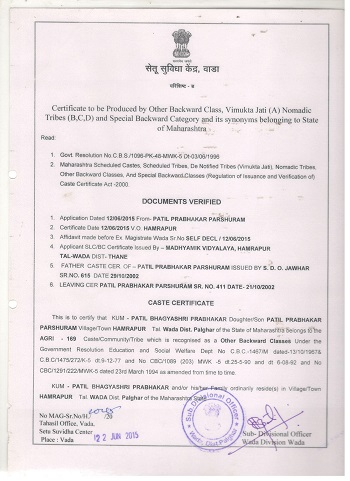 सेतू सुविधा केंद्र, वाडा
परिशिष्ट - ब
Certificate to be Produced by Other Backward Class, Vimukta Jati (A) Nomadic
Tribes (B,C,D) and Special Backward Category and its synonyms belonging to State
of Maharashtra
Read:
1. Govt. Resolution No.C.B.S./1096-PK-48-MWK-5 Dt-03/06/1996
2. Maharashtra Scheduled Castes, Scheduled Tribes, De Notified Tribes (Vimukta Jati), Nomadic Tribes,
Other Backward Classes. And Special Backward.Classes (Regulation of Issuance and Verification of)
Caste Certificate Act -2000.
DOCUMENTS VERIFIED
1. Application Dated 12/06/2015 From- PATIL PRABHAKAR PARSHURAM
2. Certificate Date 12/06/2015 V.O. HAMRAPUR
3. Affidavit made before Ex. Magistrate Wada Sr.No SELF DECL / 12/06/2015
4. Applicant SLC/BC Certificate Issued By – MADHYAMIK VIDYALAYA, HAMRAPUR
TAL-WADA DIST- THANE
5. FATHER CASTE CER. OF – PATIL PRABHAKAR PARSHURAM ISSUED BY S. D. O. JAWHAR
SR.NO. 615 DATE 29/10/2002
6. LEAVING CER PATIL PRABHAKAR PARSHURAM SR. NO. 411 DATE- 21/10/2002
CASTE CERTIFICATE
This is to certify that KUM - PATIL BHAGYASHRI PRABHAKAR Doughter/Son PATIL PRABHAKAR
PARSHURAM Village/Town HAMRAPUR Tal. Wada Dist. Palghar of the State of Maharashtra belongs to the
AGRI - 169 Caste/Community/Tribe which is recognised as a Other Backward Classes Under the
Government Resolution Education and Social Welfare Dept No C.B.C.-1467/M dated-13/10/1967&
C.B.C/1475/272/K-5 dt.9-12-77 and No CBC/1089 (203) MWK -5 dt.25-5-90 and dt 6-08-92 and No
CBC/1291/222/MWK-5 dated 23rd March 1994 as amended from time to time.
KUM - PATIL BHAGYASHRI PRABHAKAR and/or his/her Family ordinarily reside(s) in Village/Town
HAMRAPUR Tal. WADA Dist. Palghar of the Maharashtra State
No MAG-Sr.No/H. /20
Tahasil Office, Vada.
Setu Suvidha Center
Place : Vada
12 JUN 2015
Sub Divisional Officer
Wada, Dist. Palghar
Sub- Divisional Officer
Wada Division Wada